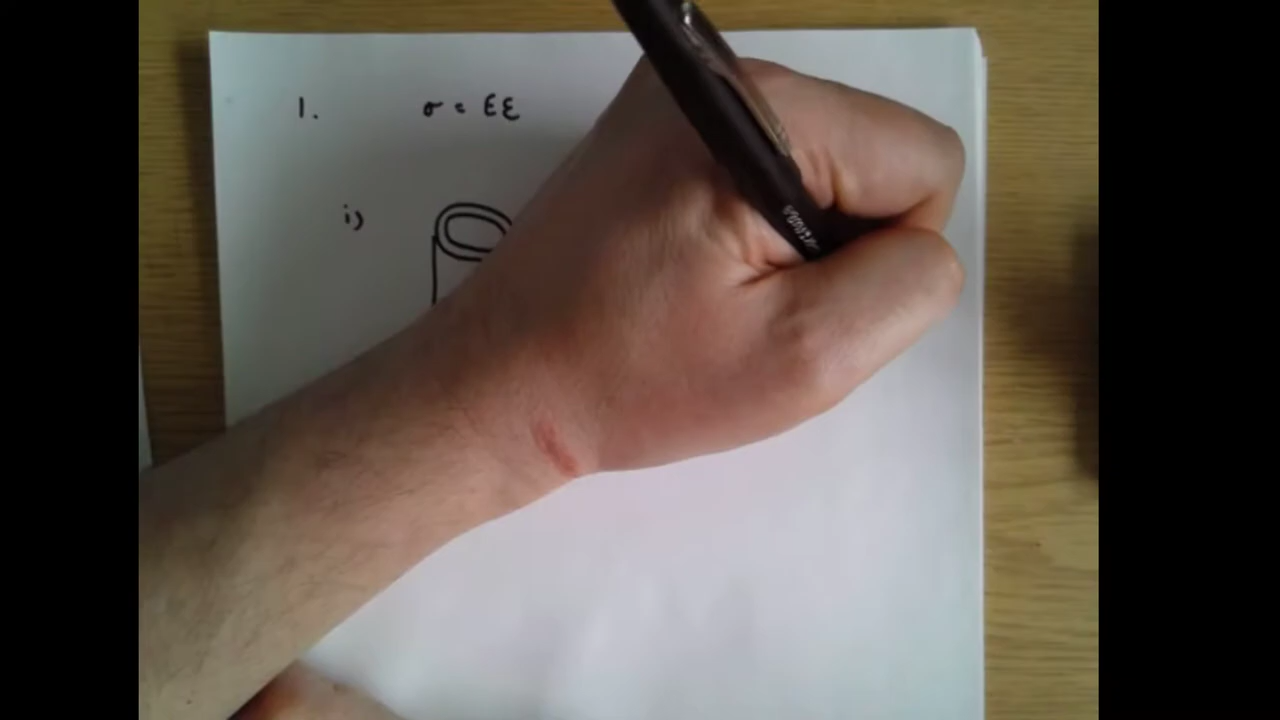 1. σ = Eε
i)